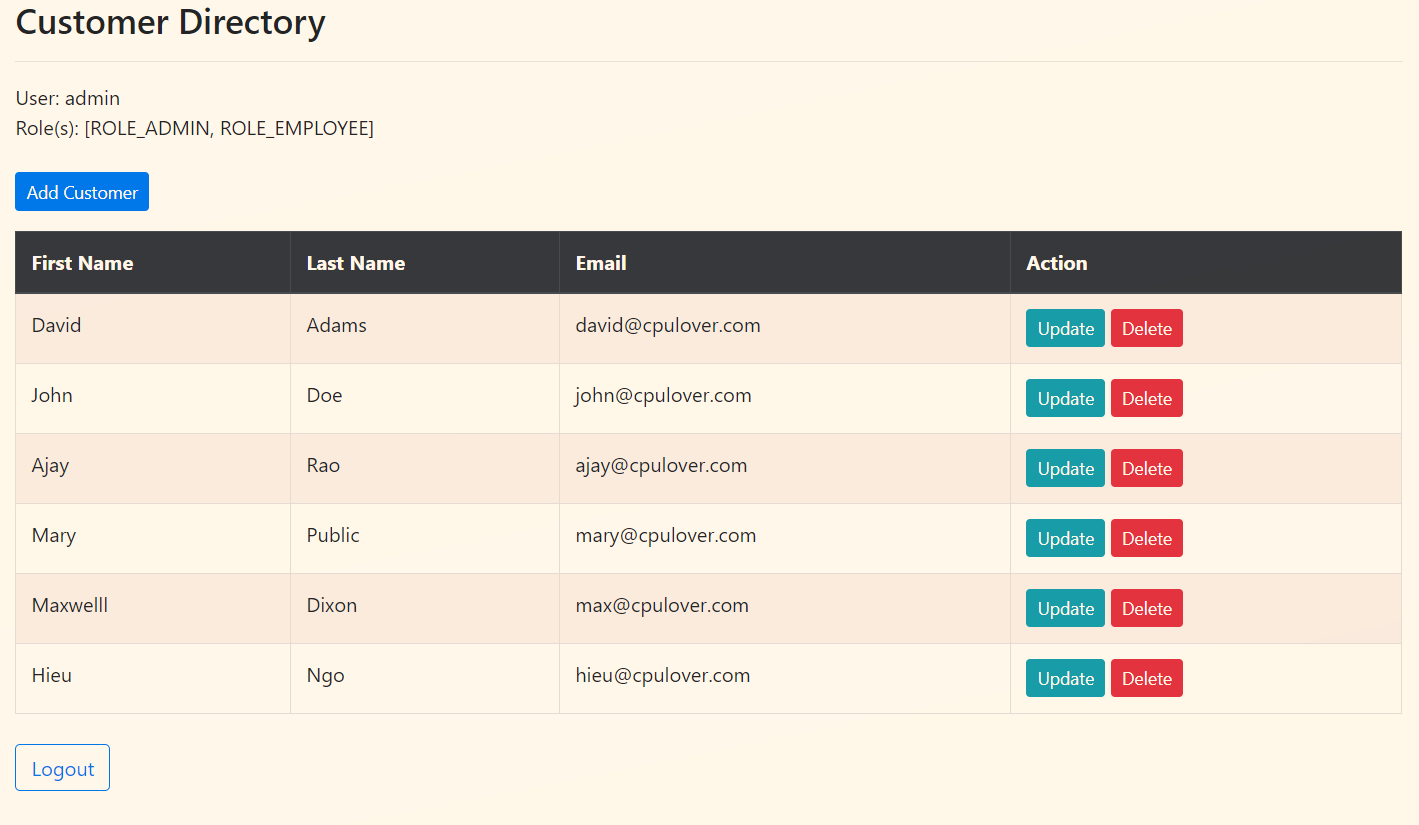 Customer Directory
User: admin
Role(s): [ROLE_ADMIN, ROLE_EMPLOYEE]
Add Customer
First Name Last Name Email Action
David Adams david@cpulover.com Update Delete
John Doe john@cpulover.com Update Delete
Ajay Rao ajay@cpulover.com Update Delete
Mary Public mary@cpulover.com Update Delete
Maxwelll Dixon max@cpulover.com Update Delete
Hieu Ngo hieu@cpulover.com Update Delete
Logout